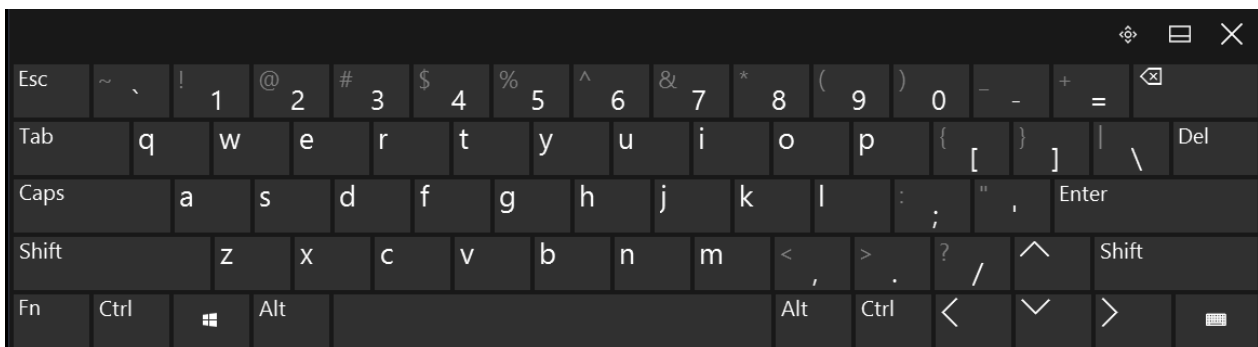 Esc ~ ` ! 1 @ 2 # 3 $ 4 % 5 ^ 6 & 7 * 8 ( 9 ) 0 _ - + =
Tab q w e r t y u i o p { [ } ] | \ Del
Caps a s d f g h j k l : ; " ' Enter
Shift z x c v b n m < , > . ? / Shift
Fn Ctrl Alt Alt Ctrl